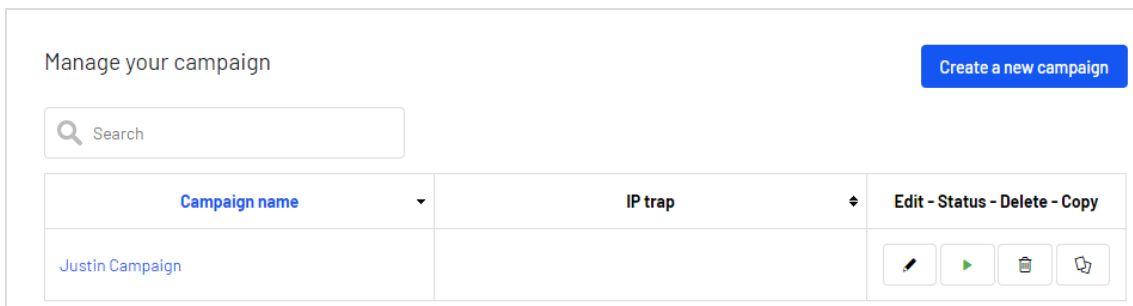 Manage your campaign
Create a new campaign
Search
Campaign name
IP trap
Edit - Status - Delete - Copy
Justin Campaign